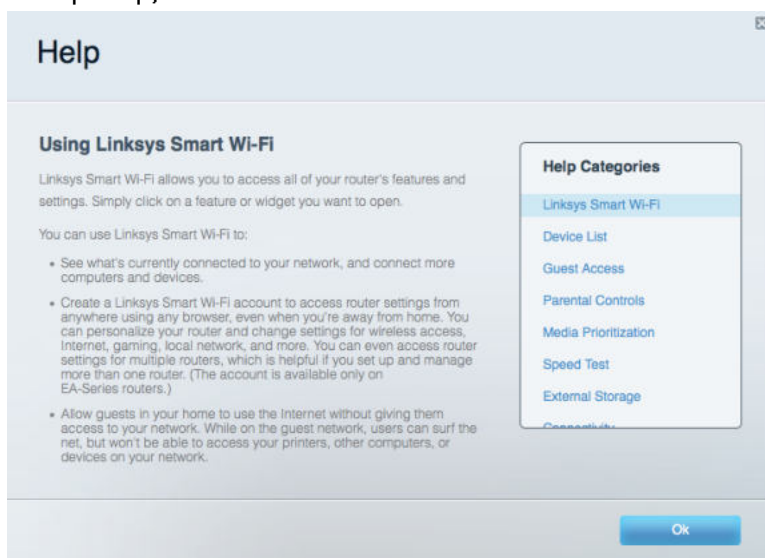 Help
Using Linksys Smart Wi-Fi
Linksys Smart Wi-Fi allows you to access all of your router's features and
settings. Simply click on a feature or widget you want to open.
You can use Linksys Smart Wi-Fi to:
• See what's currently connected to your network, and connect more
computers and devices.
• Create a Linksys Smart Wi-Fi account to access router settings from
anywhere using any browser, even when you're away from home. You
can personalize your router and change settings for wireless access,
Internet, gaming, local network, and more. You can even access router
settings for multiple routers, which is helpful if you set up and manage
more than one router. (The account is available only on
EA-Series routers.)
• Allow guests in your home to use the Internet without giving them
access to your network. While on the guest network, users can surf the
net, but won't be able to access your printers, other computers, or
devices on your network.
Help Categories
Linksys Smart Wi-Fi
Device List
Guest Access
Parental Controls
Media Prioritization
Speed Test
External Storage
Connectivity
Ok